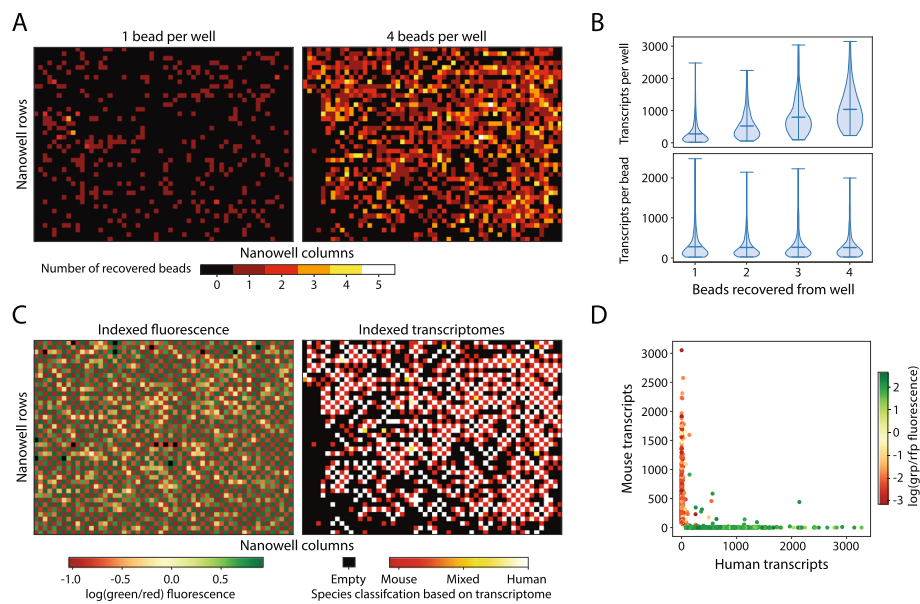 A
1 bead per well
4 beads per well
Nanowell rows
Nanowell columns
Number of recovered beads
0 1 2 3 4 5
B
Transcripts per well
3000
2000
1000
0
Transcripts per bead
2000
1000
0
1 2 3 4
Beads recovered from well
C
Indexed fluorescence
Indexed transcriptomes
Nanowell rows
Nanowell columns
-1.0 -0.5 0.0 0.5
log(green/red) fluorescence
Empty Mouse Mixed Human
Species classifcation based on transcriptome
D
Mouse transcripts
3000
2500
2000
1500
1000
500
0
0 1000 2000 3000
Human transcripts
2
1
0
-1
-2
-3
log(grp/rfp fluorescence)